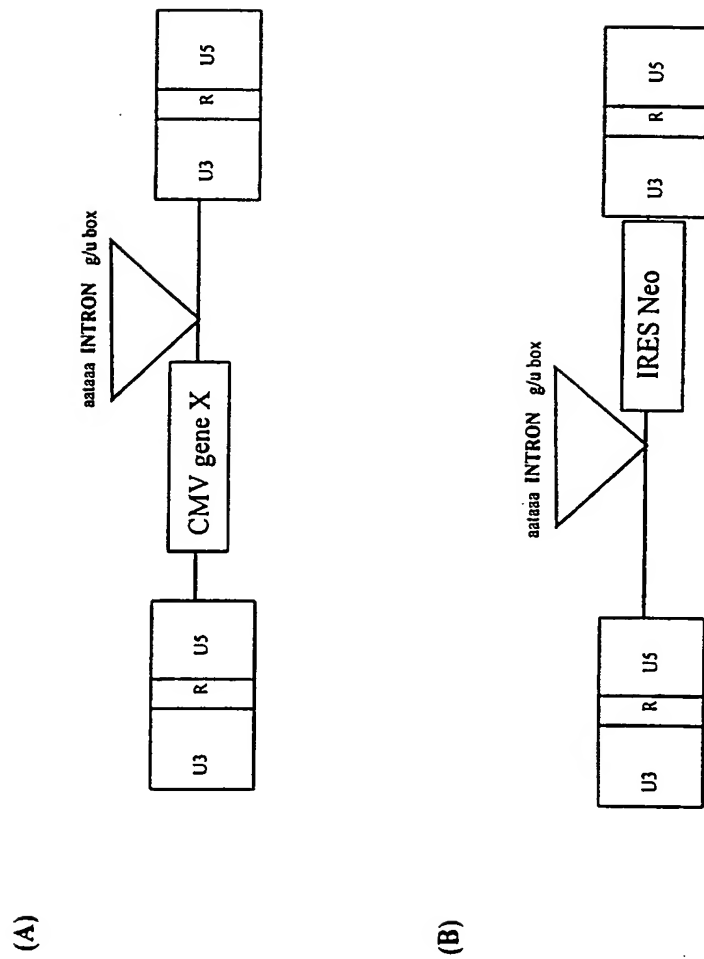 (A)
aataaa INTRON g/u box
U3 R U5 CMV gene X U3 R U5
(B)
aataaa INTRON g/u box
U3 R U5 IRES Neo U3 R U5